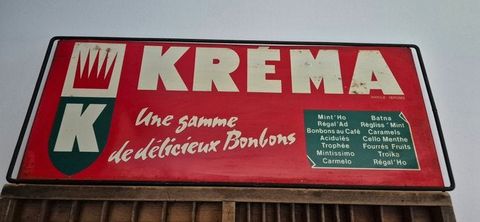 KRÉMA
K
Une gamme
de délicieux Bonbons
Mint'Ho
Régal'Ad
Bonbons au Café
Acidulés
Trophée
Mintissimo
Carmelo
Batna
Régliss'Mint
Caramels
Cello Menthe
Fourrés Fruits
Troika
Régal'Ho